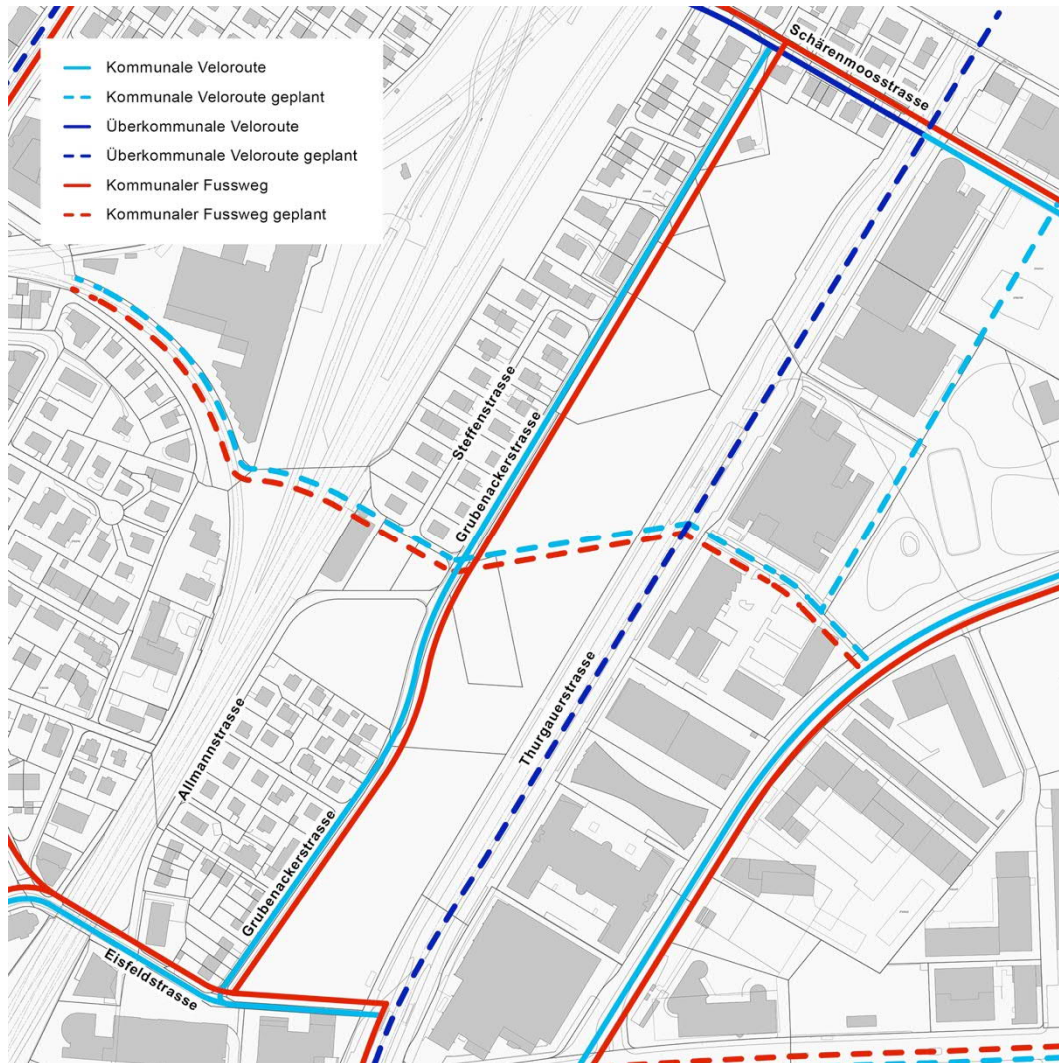 Kommunale Veloroute
Kommunale Veloroute geplant
Überkommunale Veloroute
Überkommunale Veloroute geplant
Kommunaler Fussweg
Kommunaler Fussweg geplant
Schärenmoosstrasse
Steffenstrasse
Grubenackerstrasse
Thurgauerstrasse
Allmannstrasse
Grubenackerstrasse
Eisfeldstrasse